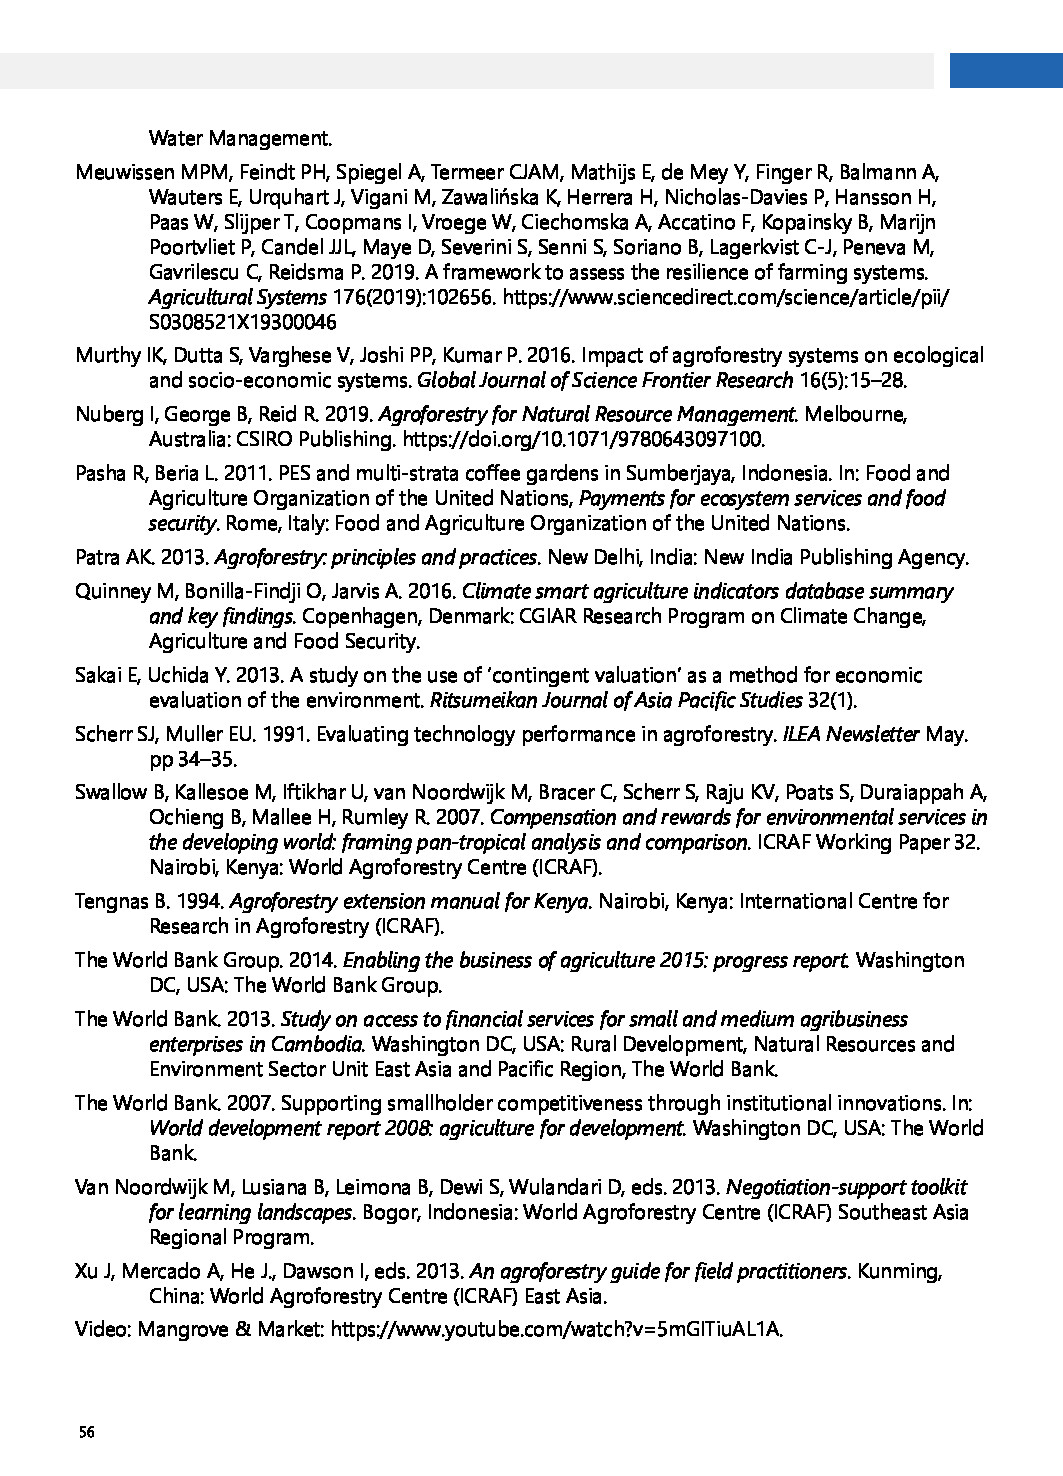 Water Management.
Meuwissen MPM, Feindt PH, Spiegel A, Termeer CJAM, Mathijs E, de Mey Y, Finger R, Balmann A,
Wauters E, Urquhart J, Vigani M, Zawalińska K, Herrera H, Nicholas-Davies P, Hansson H,
Paas W, Slijper T, Coopmans I, Vroege W, Ciechomska A, Accatino F, Kopainsky B, Marijn
Poortvliet P, Candel JJL, Maye D, Severini S, Senni S, Soriano B, Lagerkvist C-J, Peneva M,
Gavrilescu C, Reidsma P. 2019. A framework to assess the resilience of farming systems.
Agricultural Systems 176(2019):102656. https://www.sciencedirect.com/science/article/pii/
S0308521X19300046
Murthy IK, Dutta S, Varghese V, Joshi PP, Kumar P. 2016. Impact of agroforestry systems on ecological
and socio-economic systems. Global Journal of Science Frontier Research 16(5):15–28.
Nuberg I, George B, Reid R. 2019. Agroforestry for Natural Resource Management. Melbourne,
Australia: CSIRO Publishing. https://doi.org/10.1071/9780643097100.
Pasha R, Beria L. 2011. PES and multi-strata coffee gardens in Sumberjaya, Indonesia. In: Food and
Agriculture Organization of the United Nations, Payments for ecosystem services and food
security. Rome, Italy: Food and Agriculture Organization of the United Nations.
Patra AK. 2013. Agroforestry: principles and practices. New Delhi, India: New India Publishing Agency.
Quinney M, Bonilla-Findji O, Jarvis A. 2016. Climate smart agriculture indicators database summary
and key findings. Copenhagen, Denmark: CGIAR Research Program on Climate Change,
Agriculture and Food Security.
Sakai E, Uchida Y. 2013. A study on the use of 'contingent valuation' as a method for economic
evaluation of the environment. Ritsumeikan Journal of Asia Pacific Studies 32(1).
Scherr SJ, Muller EU. 1991. Evaluating technology performance in agroforestry. ILEA Newsletter May.
pp 34–35.
Swallow B, Kallesoe M, Iftikhar U, van Noordwijk M, Bracer C, Scherr S, Raju KV, Poats S, Duraiappah A,
Ochieng B, Mallee H, Rumley R. 2007. Compensation and rewards for environmental services in
the developing world: framing pan-tropical analysis and comparison. ICRAF Working Paper 32.
Nairobi, Kenya: World Agroforestry Centre (ICRAF).
Tengnas B. 1994. Agroforestry extension manual for Kenya. Nairobi, Kenya: International Centre for
Research in Agroforestry (ICRAF).
The World Bank Group. 2014. Enabling the business of agriculture 2015: progress report. Washington
DC, USA: The World Bank Group.
The World Bank. 2013. Study on access to financial services for small and medium agribusiness
enterprises in Cambodia. Washington DC, USA: Rural Development, Natural Resources and
Environment Sector Unit East Asia and Pacific Region, The World Bank.
The World Bank. 2007. Supporting smallholder competitiveness through institutional innovations. In:
World development report 2008: agriculture for development. Washington DC, USA: The World
Bank.
Van Noordwijk M, Lusiana B, Leimona B, Dewi S, Wulandari D, eds. 2013. Negotiation-support toolkit
for learning landscapes. Bogor, Indonesia: World Agroforestry Centre (ICRAF) Southeast Asia
Regional Program.
Xu J, Mercado A, He J., Dawson I, eds. 2013. An agroforestry guide for field practitioners. Kunming,
China: World Agroforestry Centre (ICRAF) East Asia.
Video: Mangrove & Market: https://www.youtube.com/watch?v=5mGITiuAL1A.
56